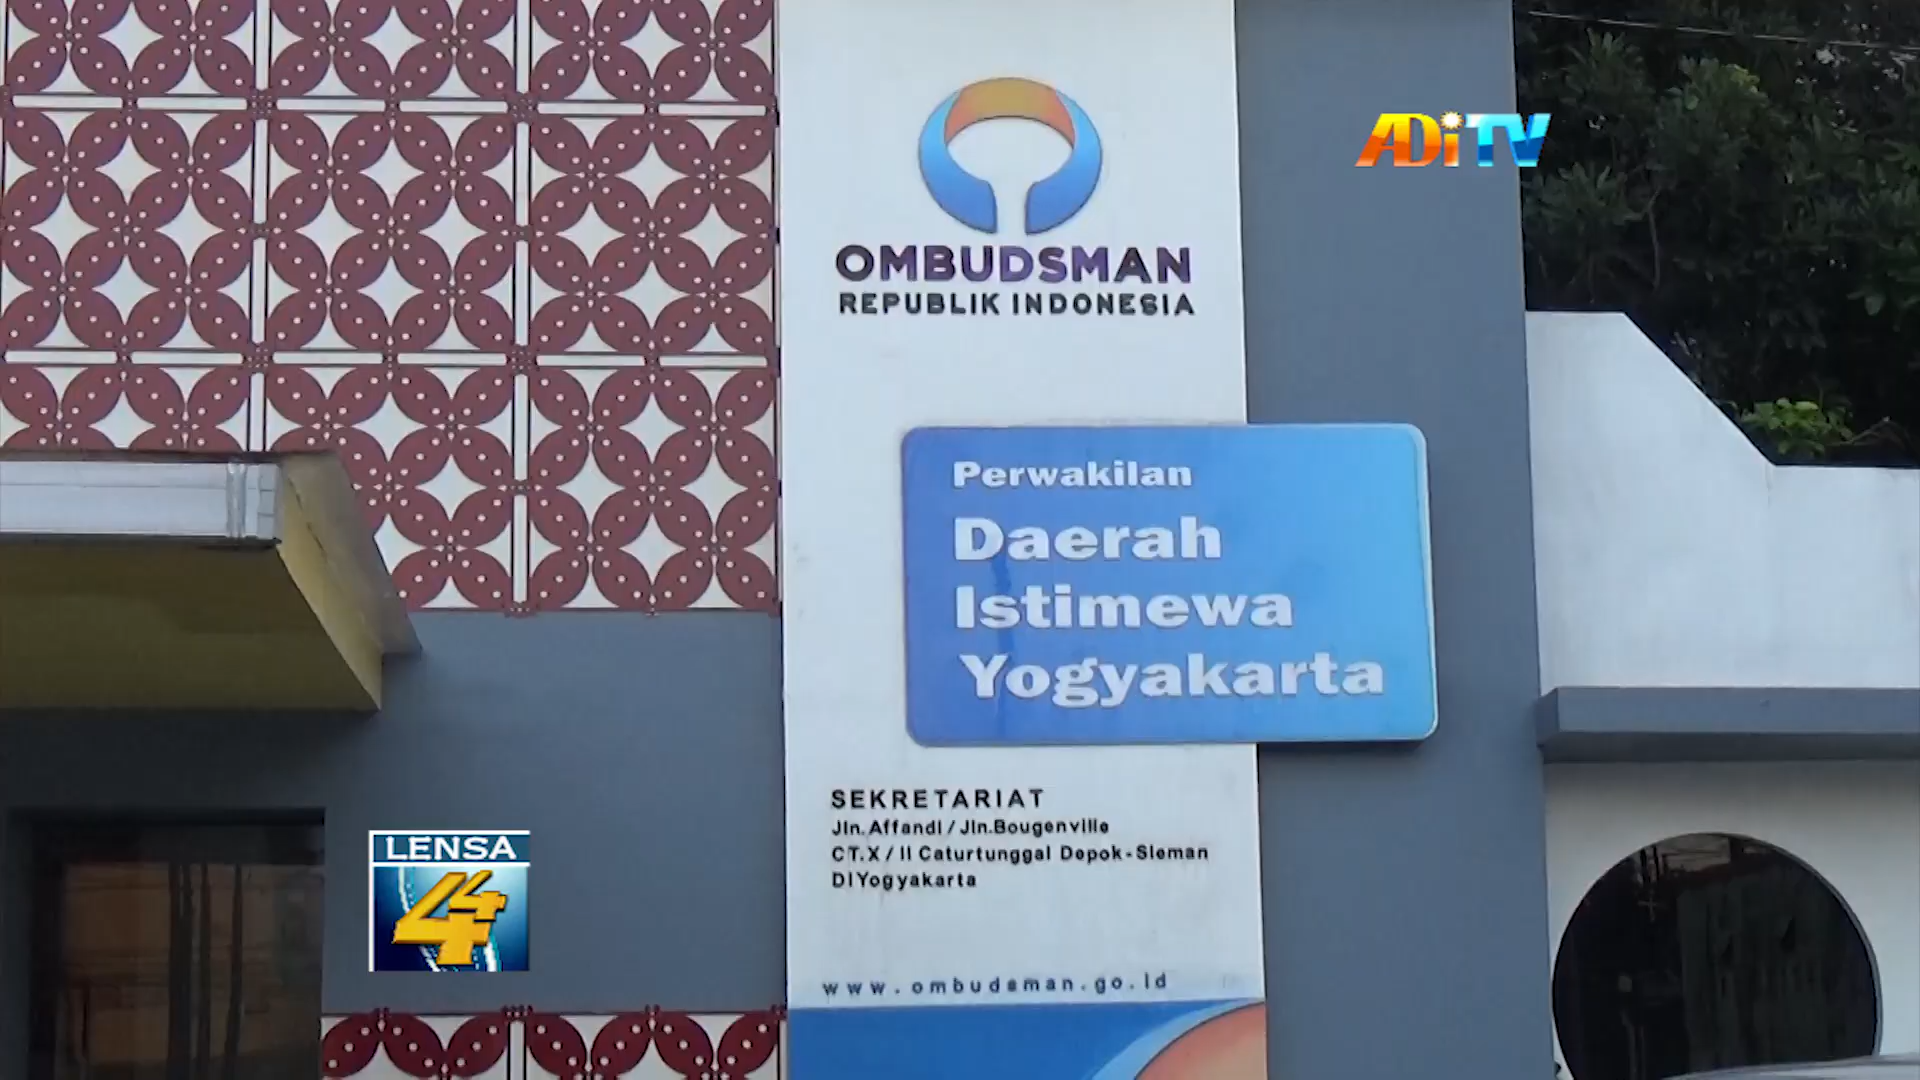 ADiTV
OMBUDSMAN
REPUBLIK INDONESIA
Perwakilan
Daerah
Istimewa
Yogyakarta
SEKRETARIAT
Jln.Affandi / Jln.Bougenville
CT.X / II Caturtunggal Depok-Sleman
DI Yogyakarta
LENSA
44
www.ombudsman.go.id